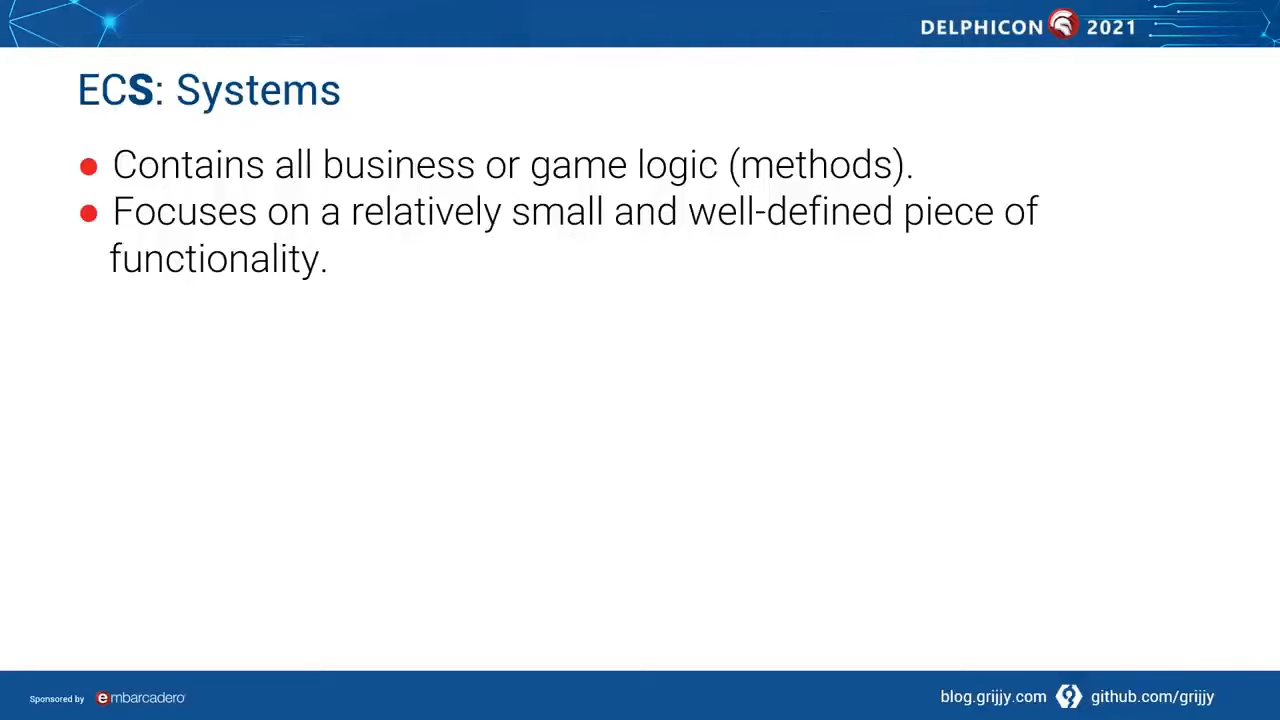 DELPHICON 2021
ECS: Systems
● Contains all business or game logic (methods).
● Focuses on a relatively small and well-defined piece of
functionality.
Sponsored by embarcadero
blog.grijjy.com github.com/grijjy